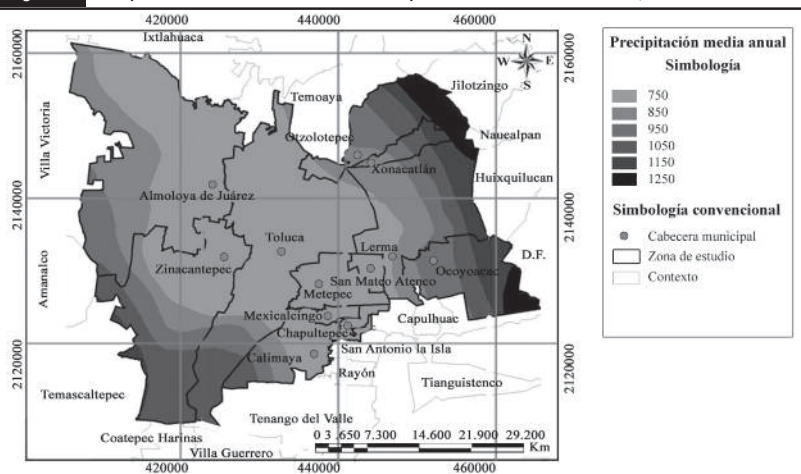 420000
440000
460000
Ixtlahuaca
2160000
2160000
N
W E
S
Jilotzingo
Temoaya
Otzolotepec
Nauealpan
Villa Victoria
Xonacatlán
Huixquilucan
Almoloya de Juárez
2140000
2140000
Toluca
Lerma
D.F.
Zinacantepec
Ocoyoacac
San Mateo Atenco
Metepec
Amanalco
Mexicalcingo
Capulhuac
Chapultepec
San Antonio la Isla
2120000
2120000
Calimaya
Rayón
Tianguistenco
Temascaltepec
Tenango del Valle
Coatepec Harinas
0 3 .650 7.300 14.600 21.900 29.200
Km
Villa Guerrero
420000
440000
460000
Precipitación media anual
Simbología
750
850
950
1050
1150
1250
Simbología convencional
Cabecera municipal
Zona de estudio
Contexto